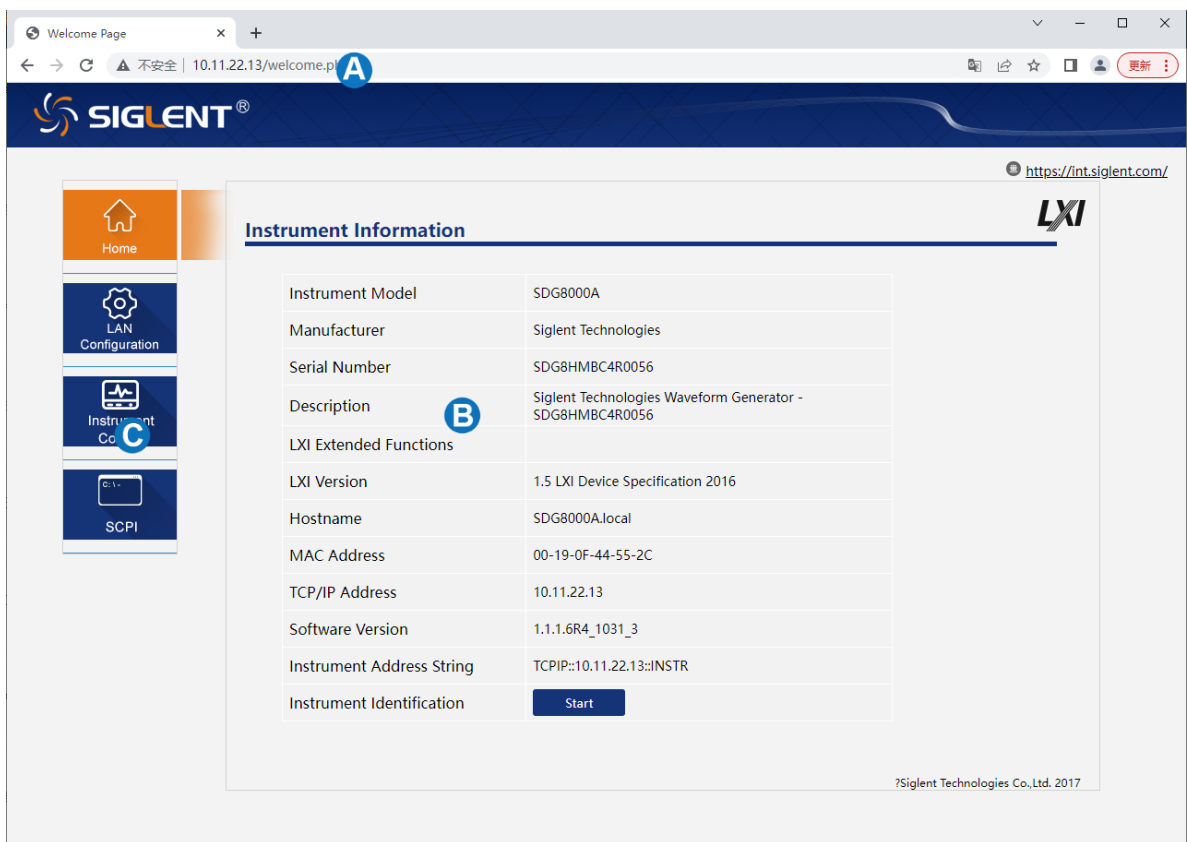 Welcome Page
不安全 | 10.11.22.13/welcome.p
A
更新
SIGLENT®
https://int.siglent.com/
Home
LXI
Instrument Information
LAN
Configuration
Instrument Model SDG8000A
Manufacturer Siglent Technologies
Serial Number SDG8HMBC4R0056
Description Siglent Technologies Waveform Generator -
SDG8HMBC4R0056
B
LXI Extended Functions
C
LXI Version 1.5 LXI Device Specification 2016
Hostname SDG8000A.local
MAC Address 00-19-0F-44-55-2C
TCP/IP Address 10.11.22.13
Software Version 1.1.1.6R4_1031_3
Instrument Address String TCPIP::10.11.22.13::INSTR
Instrument Identification Start
C:\-
SCPI
?Siglent Technologies Co.,Ltd. 2017